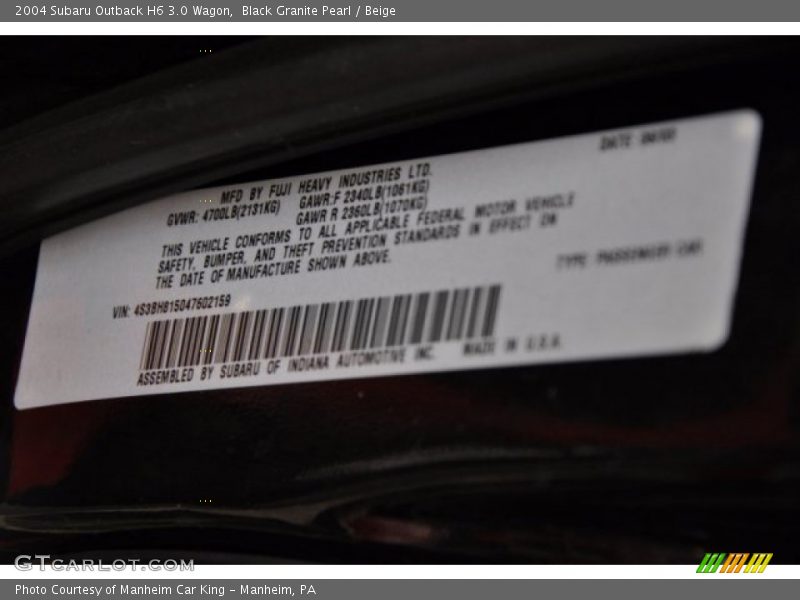 2004 Subaru Outback H6 3.0 Wagon, Black Granite Pearl / Beige
MFD BY FUJI HEAVY INDUSTRIES LTD. DATE
GVWR: 4700LB(2131KG) GAWR:F 2340LB(1061KG)
GAWR R 2360LB(1070KG)
THIS VEHICLE CONFORMS TO ALL APPLICABLE FEDERAL MOTOR VEHICLE
SAFETY, BUMPER, AND THEFT PREVENTION STANDARDS IN EFFECT ON
THE DATE OF MANUFACTURE SHOWN ABOVE. TYPE PASSENGER CAR
VIN: 4S3BH815047602159
ASSEMBLED BY SUBARU OF INDIANA AUTOMOTIVE INC. MADE IN U.S.A.
GTcarlot.com
Photo Courtesy of Manheim Car King - Manheim, PA